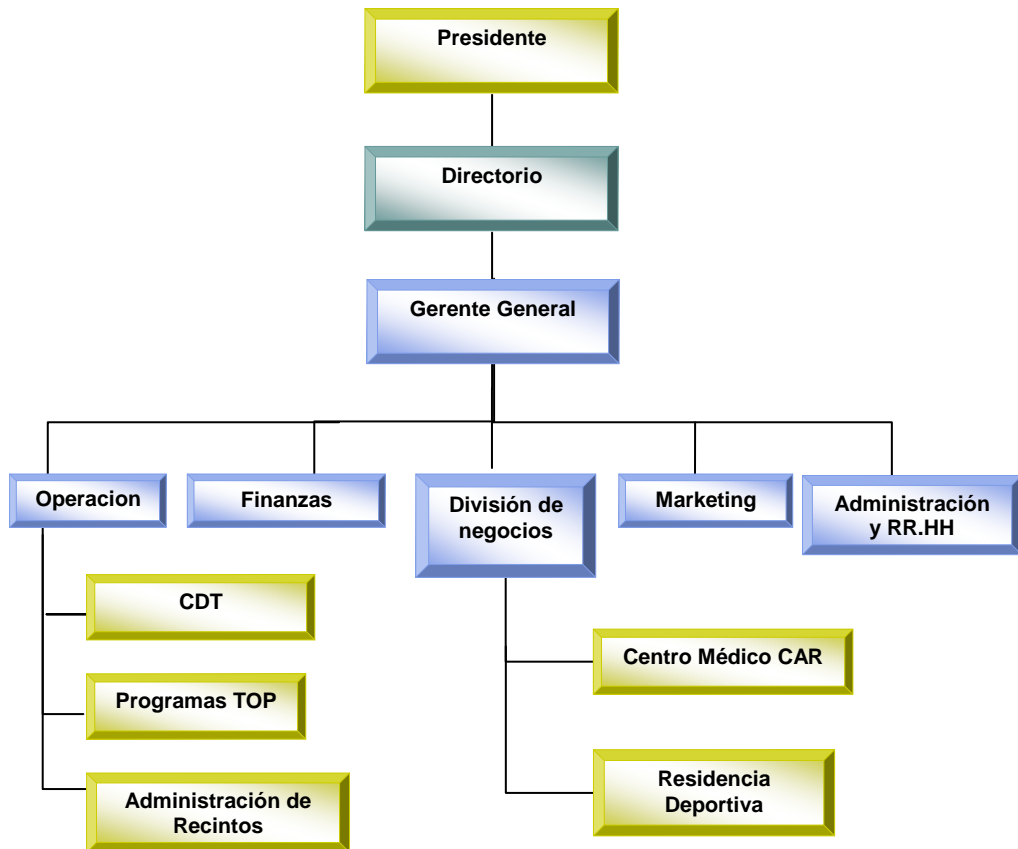 Presidente
Directorio
Gerente General
Operacion
Finanzas
División de
negocios
Marketing
Administración
y RR.HH
CDT
Programas TOP
Administración de
Recintos
Centro Médico CAR
Residencia
Deportiva